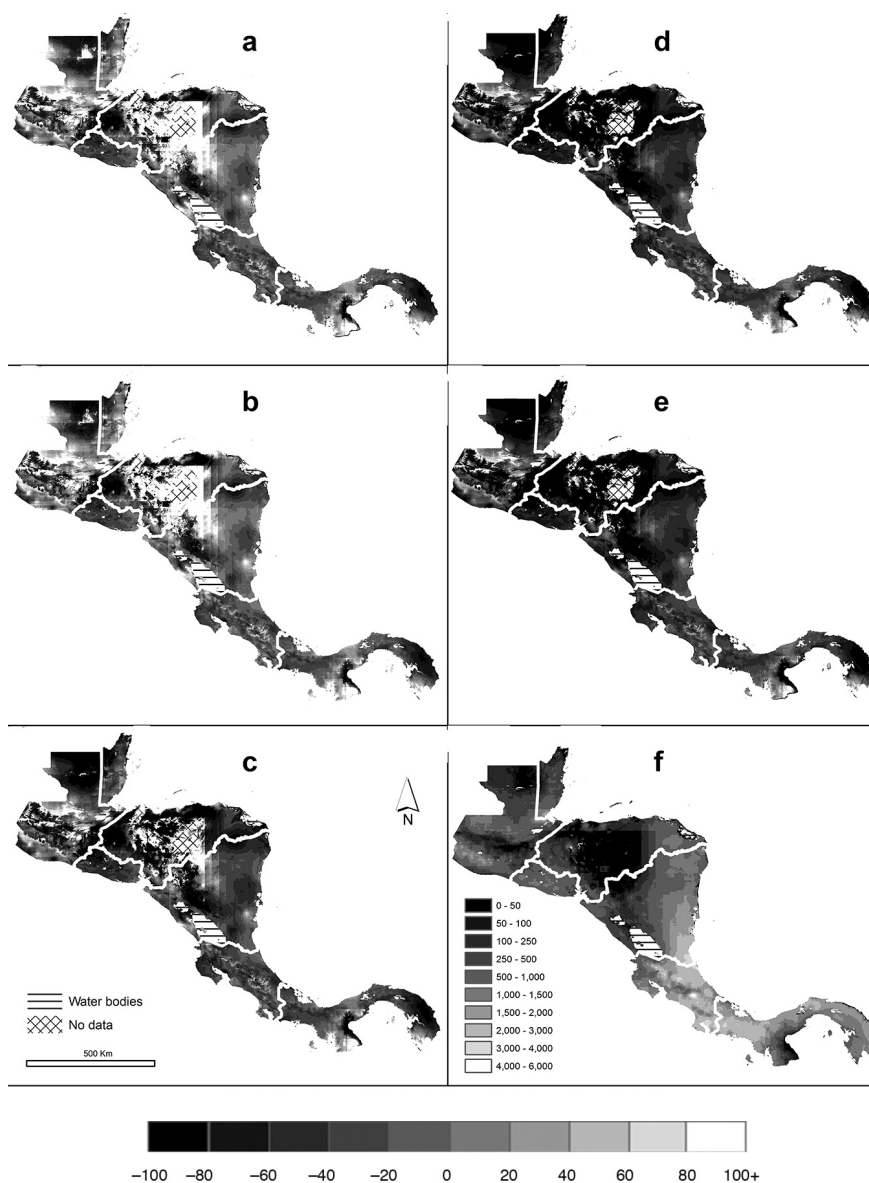 a
d
b
e
c
f
N
Water bodies
No data
500 Km
0 - 50
50 - 100
100 - 250
250 - 500
500 - 1,000
1,000 - 1,500
1,500 - 2,000
2,000 - 3,000
3,000 - 4,000
4,000 - 6,000
−100 −80 −60 −40 −20 0 20 40 60 80 100+